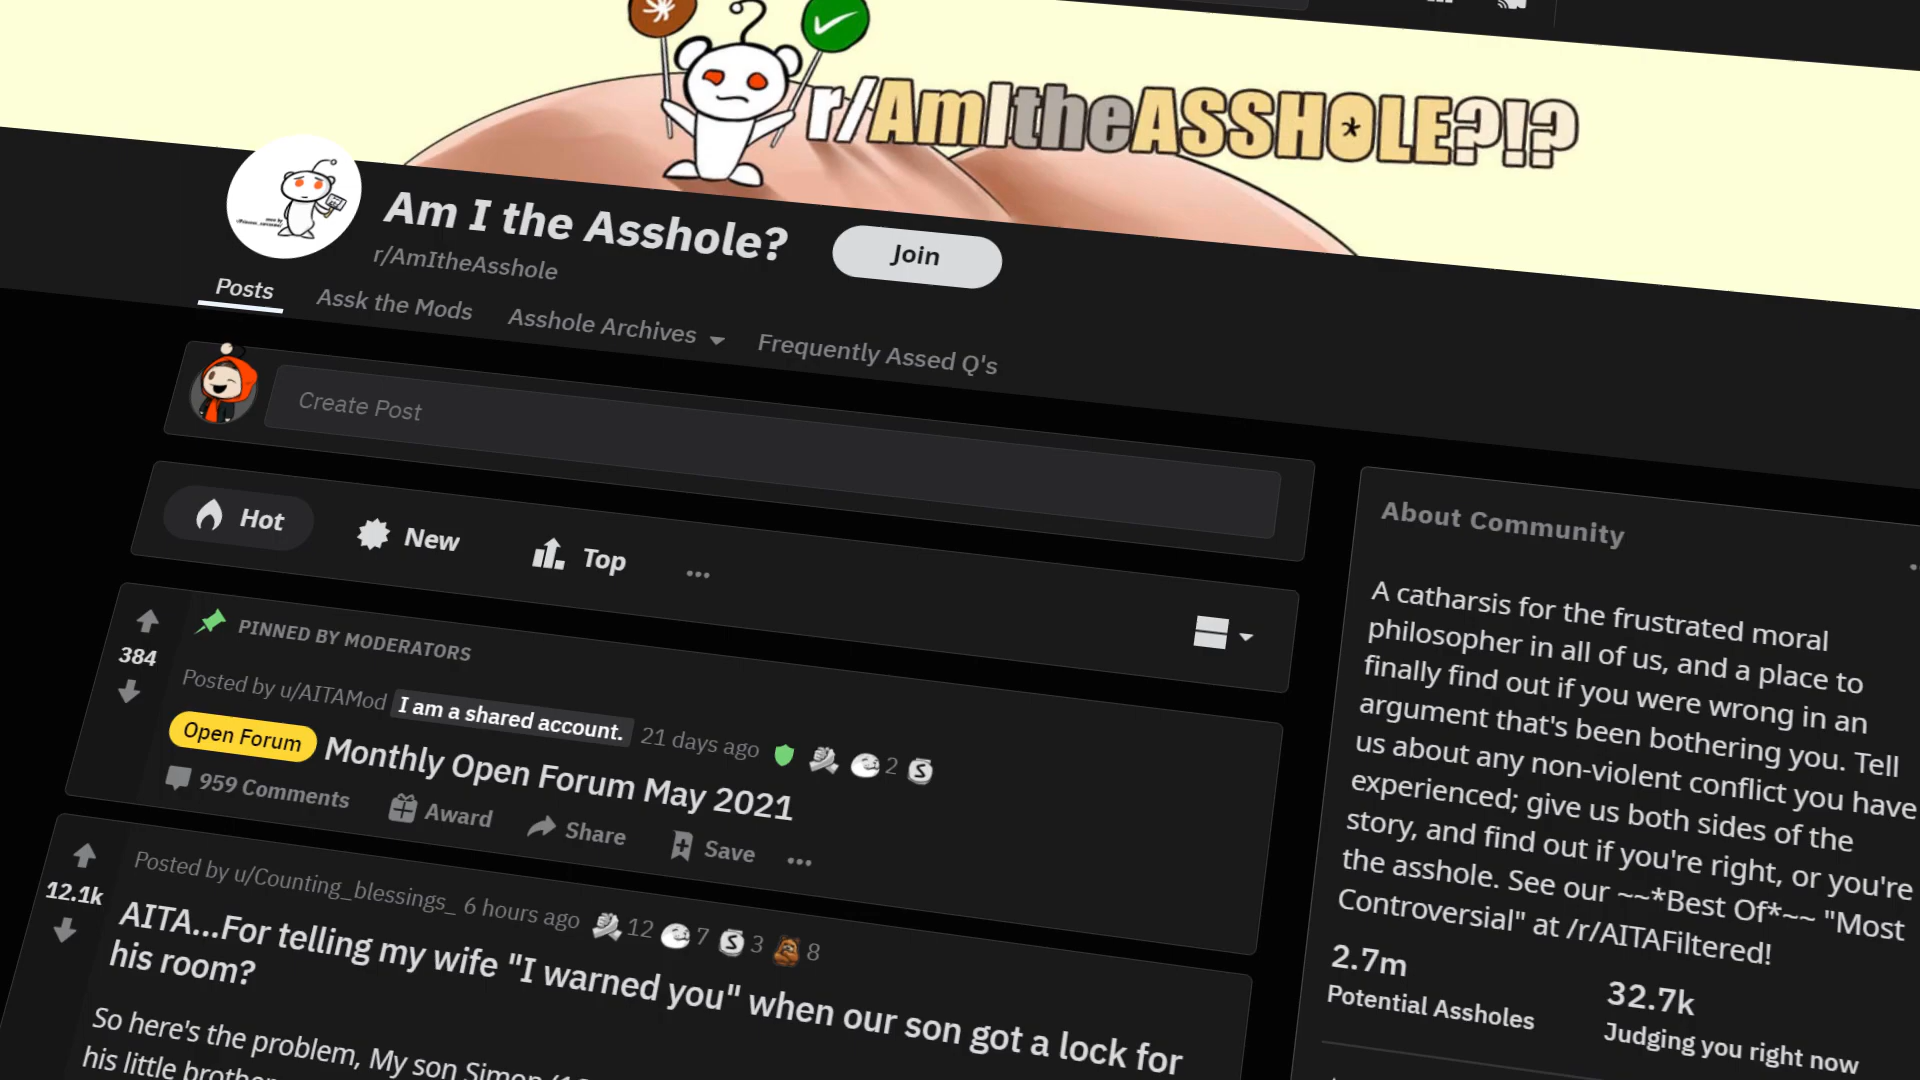 r/AmItheASSHOLE?!?
Am I the Asshole?
Join
r/AmItheAsshole
Posts
Assk the Mods
Asshole Archives
Frequently Assed Q's
Create Post
Hot
New
Top
...
384
PINNED BY MODERATORS
Posted by u/AITAMod I am a shared account. 21 days ago 2
Open Forum Monthly Open Forum May 2021
959 Comments Award Share Save ...
12.1k
Posted by u/Counting_blessings_ 6 hours ago 12 7 3 8
AITA...For telling my wife "I warned you" when our son got a lock for
his room?
So here's the problem, My son Simon
his little brother
About Community
A catharsis for the frustrated moral
philosopher in all of us, and a place to
finally find out if you were wrong in an
argument that's been bothering you. Tell
us about any non-violent conflict you have
experienced; give us both sides of the
story, and find out if you're right, or you're
the asshole. See our ~~*Best Of*~~ "Most
Controversial" at /r/AITAFiltered!
2.7m
Potential Assholes
32.7k
Judging you right now